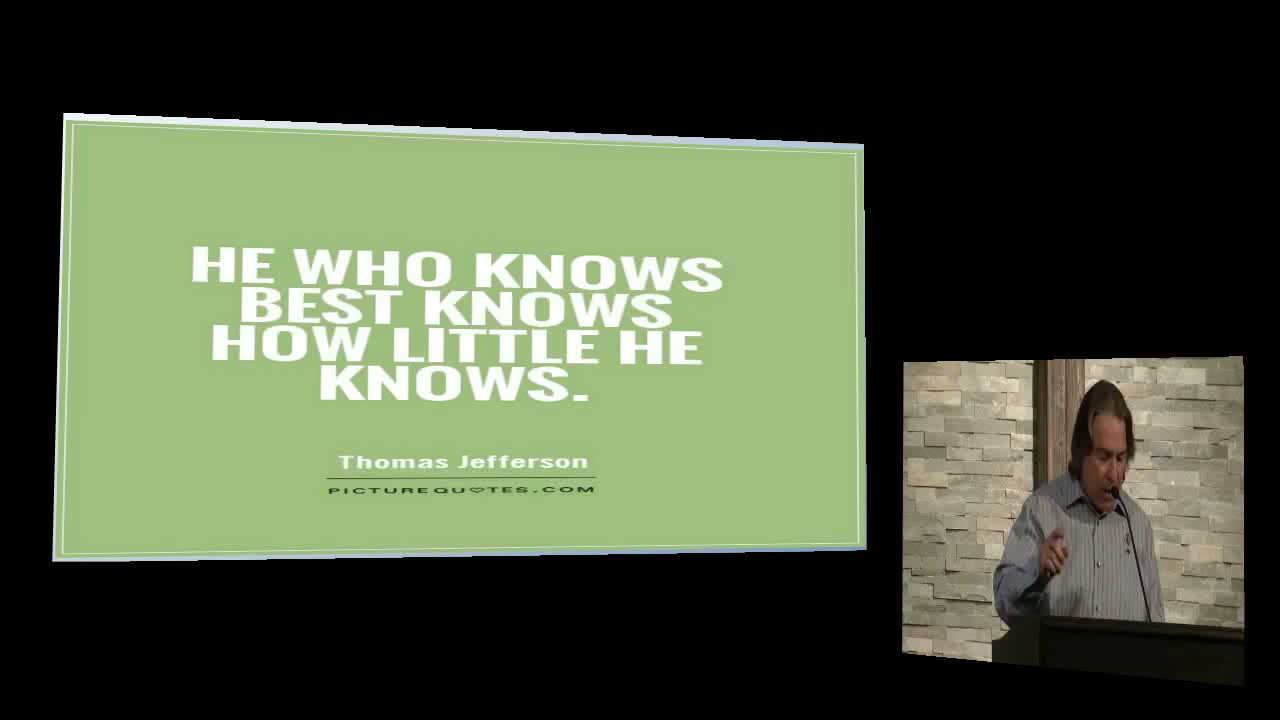 HE WHO KNOWS
BEST KNOWS
HOW LITTLE HE
KNOWS.
Thomas Jefferson
PICTUREQUOTES.COM